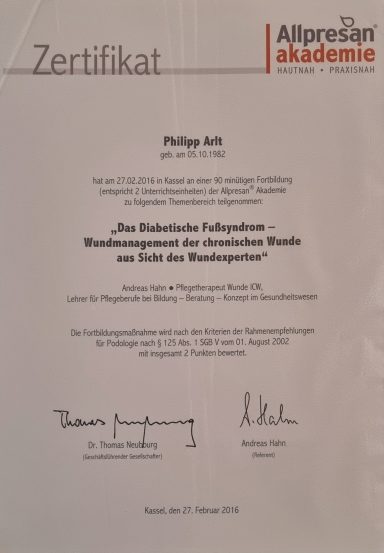 Allpresan®
akademie
HAUTNAH • PRAXISNAH
Zertifikat
Philipp Arlt
geb. am 05.10.1982
hat am 27.02.2016 in Kassel an einer 90 minütigen Fortbildung
(entspricht 2 Unterrichtseinheiten) der Allpresan® Akademie
zu folgendem Themenbereich teilgenommen:
„Das Diabetische Fußsyndrom –
Wundmanagement der chronischen Wunde
aus Sicht des Wundexperten“
Andreas Hahn ● Pflegetherapeut Wunde ICW,
Lehrer für Pflegeberufe bei Bildung – Beratung – Konzept im Gesundheitswesen
Die Fortbildungsmaßnahme wird nach den Kriterien der Rahmenempfehlungen
für Podologie nach § 125 Abs. 1 SGB V vom 01. August 2002
mit insgesamt 2 Punkten bewertet.
Thomas
A. Hahn
Dr. Thomas Neubourg
(Geschäftsführender Gesellschafter)
Andreas Hahn
(Referent)
Kassel, den 27. Februar 2016